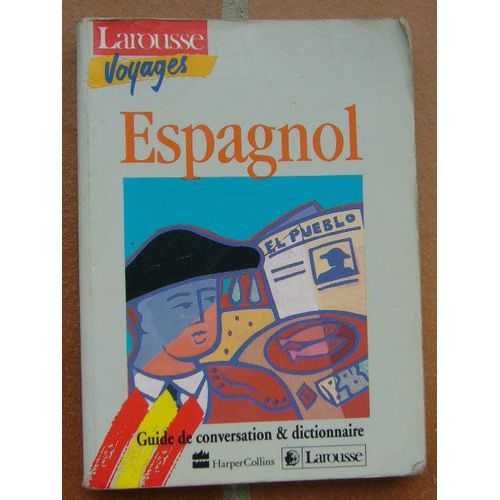 Larousse
Voyages
Espagnol
EL PUEBLO
Guide de conversation & dictionnaire
HarperCollins Larousse